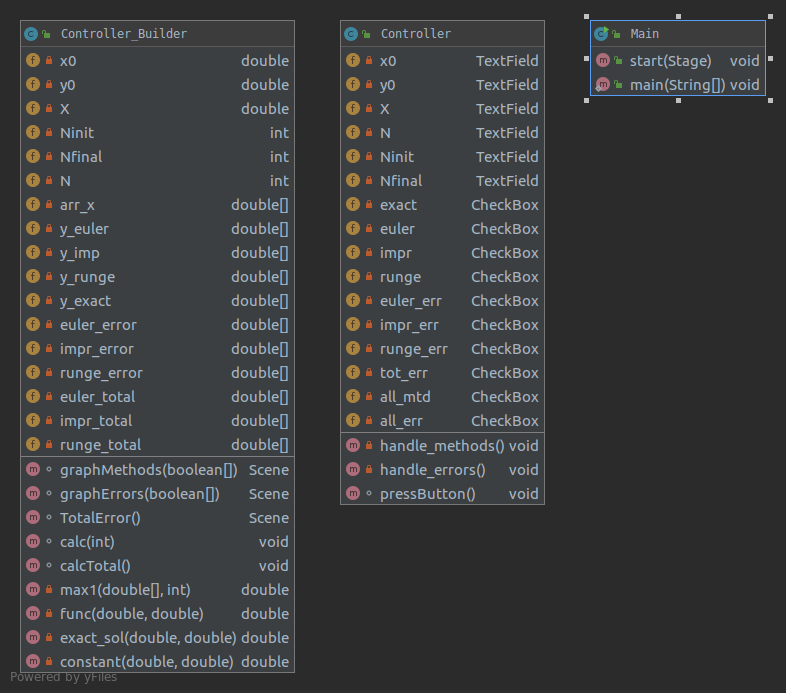 Controller_Builder
x0 double
y0 double
X double
Ninit int
Nfinal int
N int
arr_x double[]
y_euler double[]
y_imp double[]
y_runge double[]
y_exact double[]
euler_error double[]
impr_error double[]
runge_error double[]
euler_total double[]
impr_total double[]
runge_total double[]
graphMethods(boolean[]) Scene
graphErrors(boolean[]) Scene
TotalError() Scene
calc(int) void
calcTotal() void
max1(double[], int) double
func(double, double) double
exact_sol(double, double) double
constant(double, double) double
Controller
x0 TextField
y0 TextField
X TextField
N TextField
Ninit TextField
Nfinal TextField
exact CheckBox
euler CheckBox
impr CheckBox
runge CheckBox
euler_err CheckBox
impr_err CheckBox
runge_err CheckBox
tot_err CheckBox
all_mtd CheckBox
all_err CheckBox
handle_methods() void
handle_errors() void
pressButton() void
Main
start(Stage) void
main(String[]) void
Powered by yFiles